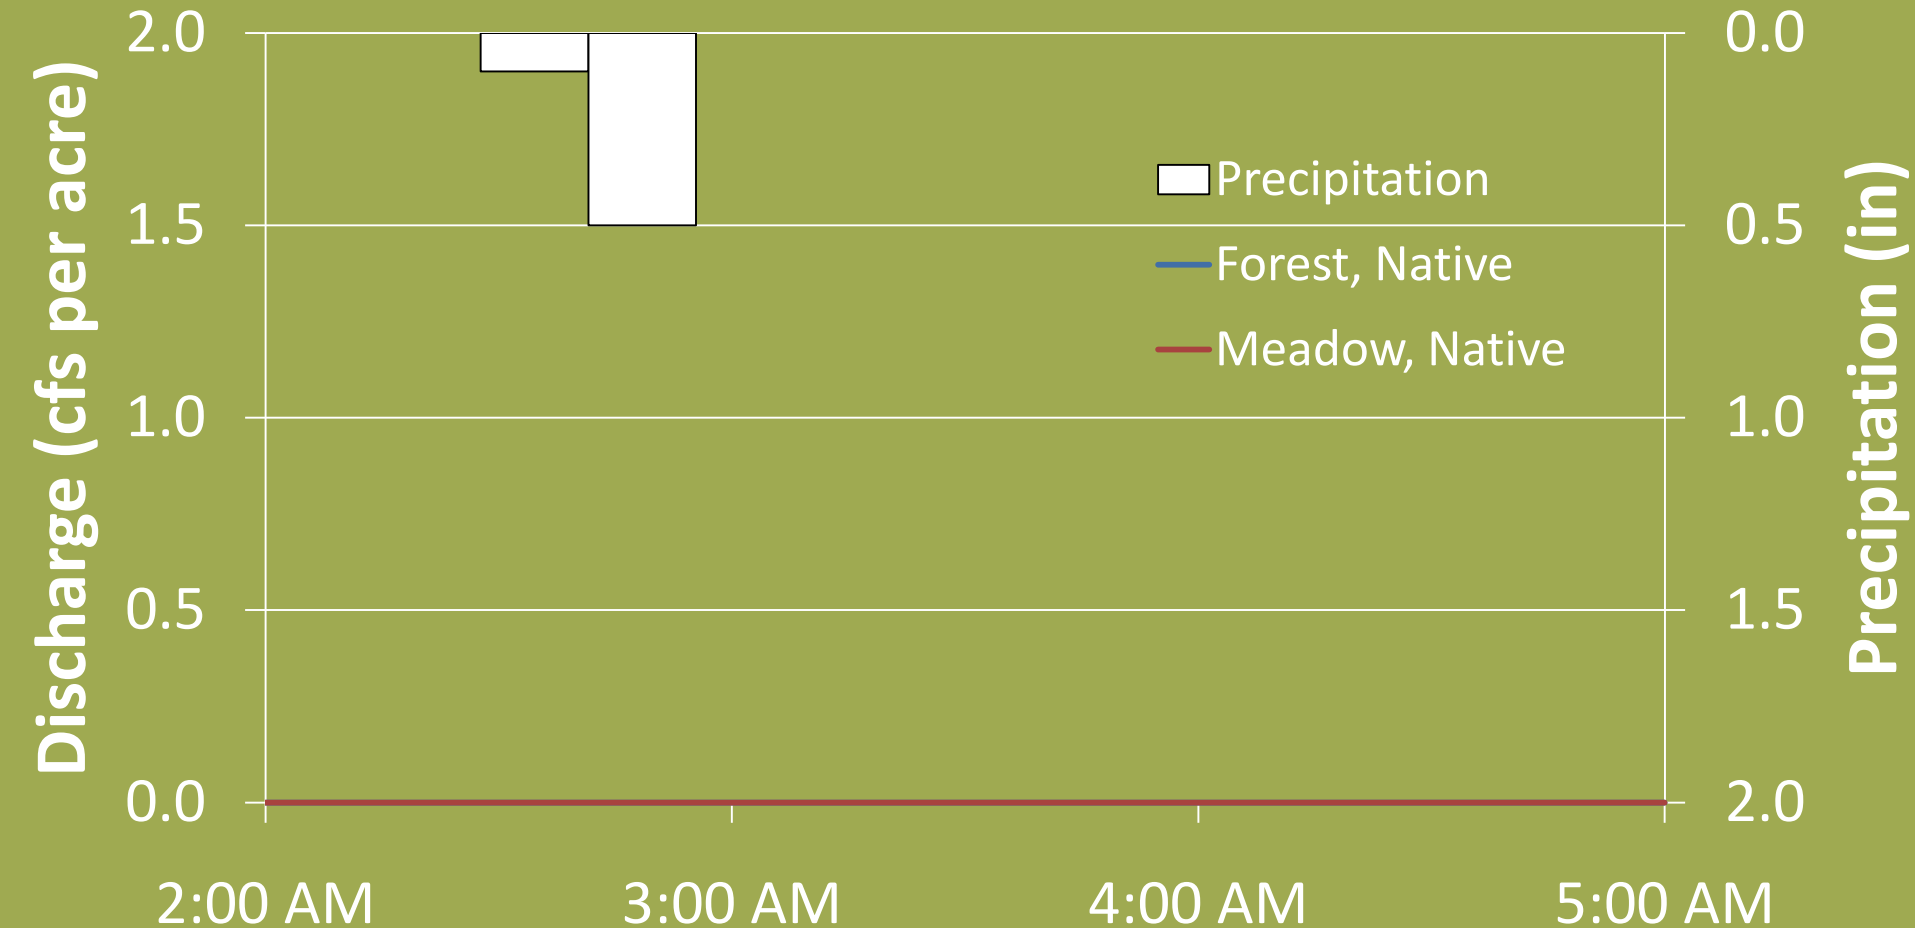 Discharge (cfs per acre)
2.0
1.5
1.0
0.5
0.0
Precipitation
Forest, Native
Meadow, Native
0.0
0.5
1.0
1.5
2.0
Precipitation (in)
2:00 AM
3:00 AM
4:00 AM
5:00 AM